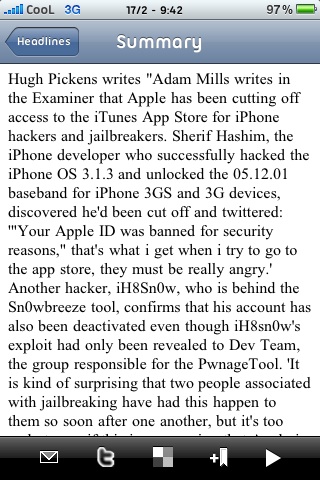 CooL 3G 17/2 - 9:42 97%
Headlines Summary
Hugh Pickens writes "Adam Mills writes in
the Examiner that Apple has been cutting off
access to the iTunes App Store for iPhone
hackers and jailbreakers. Sherif Hashim, the
iPhone developer who successfully hacked the
iPhone OS 3.1.3 and unlocked the 05.12.01
baseband for iPhone 3GS and 3G devices,
discovered he'd been cut off and twittered:
'"Your Apple ID was banned for security
reasons," that's what i get when i try to go to
the app store, they must be really angry.'
Another hacker, iH8Sn0w, who is behind the
Sn0wbreeze tool, confirms that his account has
also been deactivated even though iH8sn0w's
exploit had only been revealed to Dev Team,
the group responsible for the PwnageTool. 'It
is kind of surprising that two people associated
with jailbreaking have had this happen to
them so soon after one another, but it's too